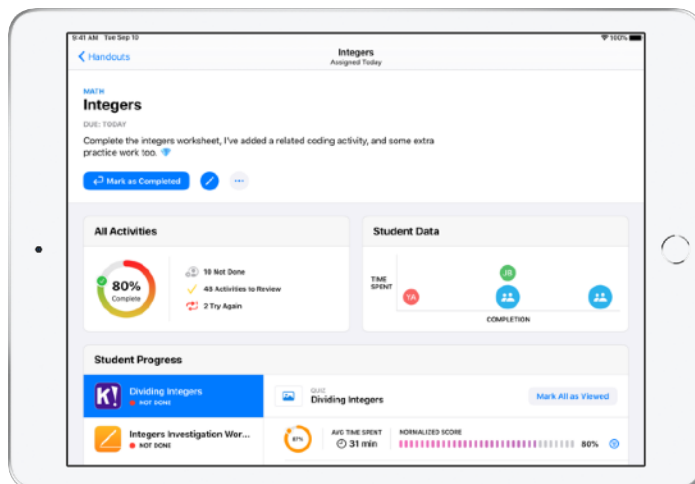 9:41 AM Tue Sep 10
100%
Handouts
Integers
Assigned Today
MATH
Integers
DUE: TODAY
Complete the integers worksheet, I've added a related coding activity, and some extra
practice work too.
Mark as Completed
All Activities
80%
Complete
10 Not Done
43 Activities to Review
2 Try Again
Student Data
TIME
SPENT
JR
YA
COMPLETION
Student Progress
K!
Dividing Integers
NOT DONE
QUIZ
Dividing Integers
Mark All as Viewed
Integers Investigation Wor...
NOT DONE
87%
AVG TIME SPENT
31 min
NORMALIZED SCORE
80%